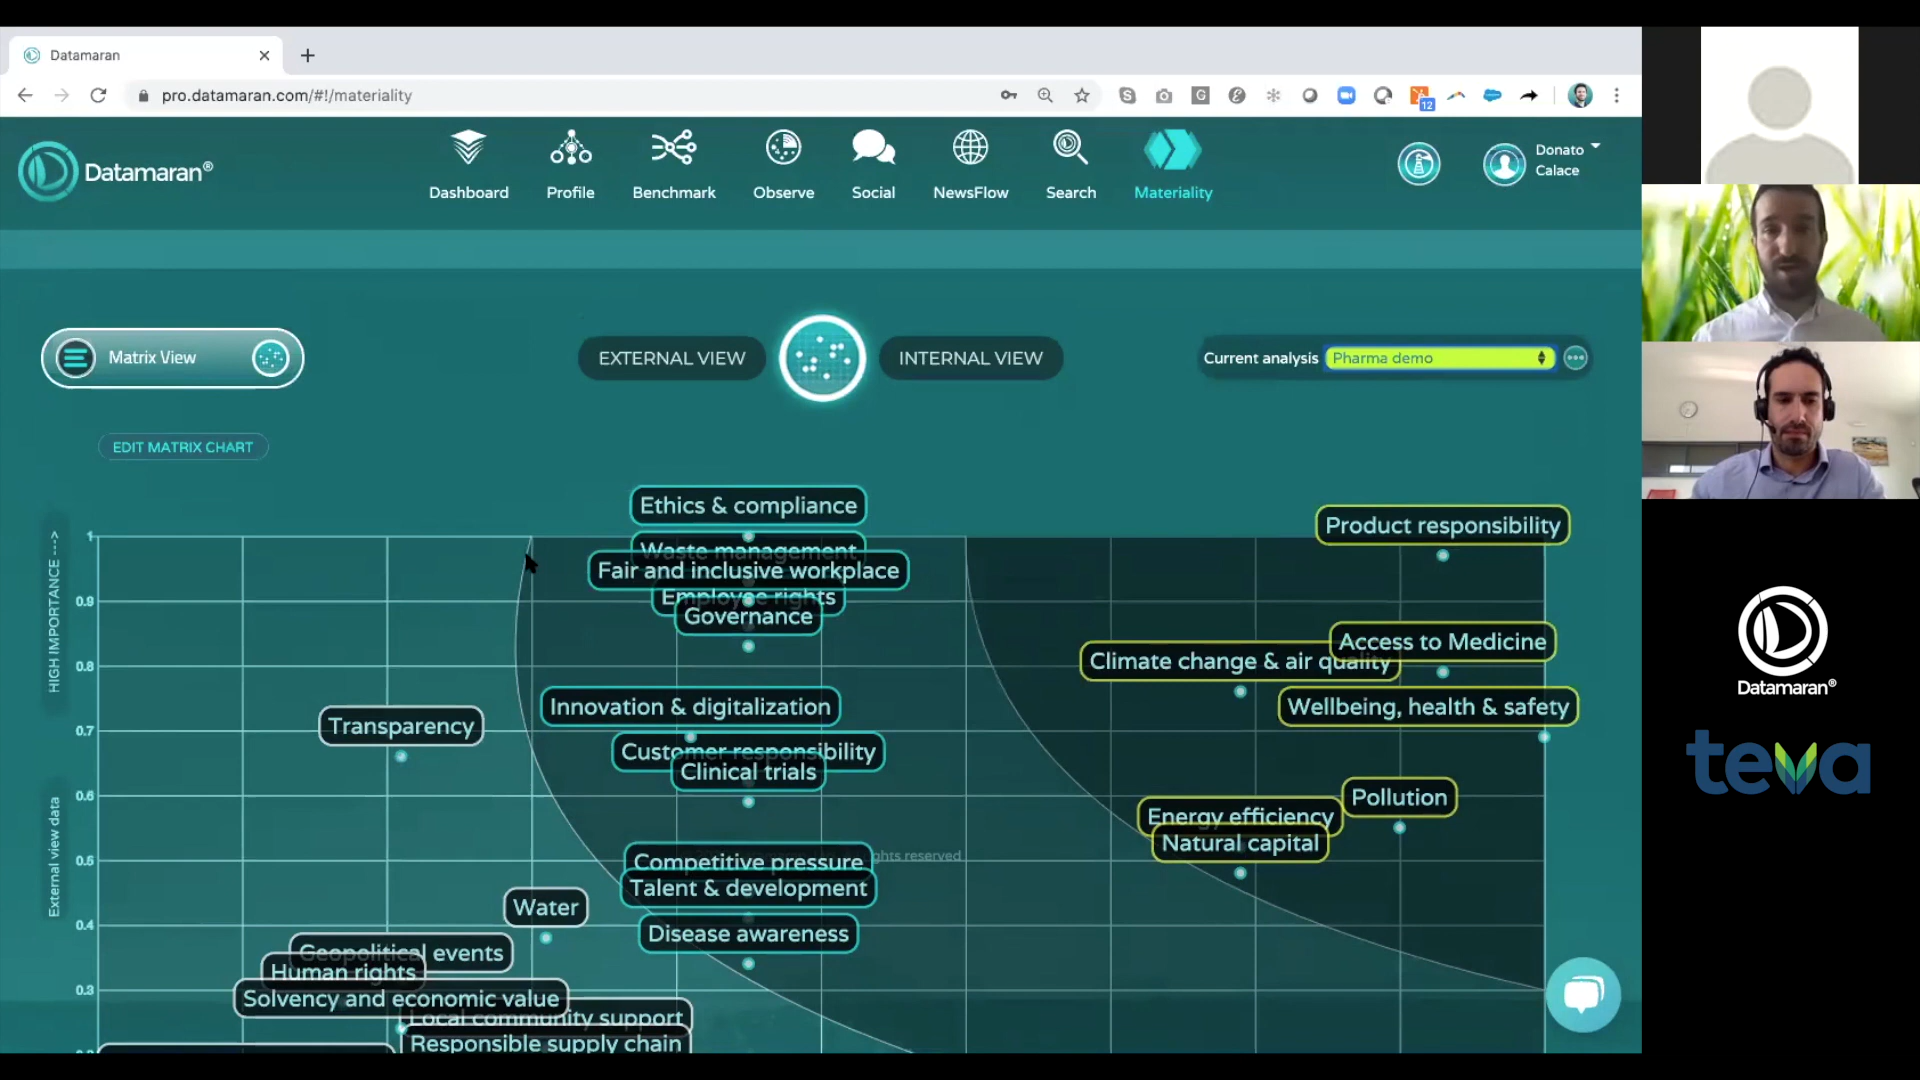 Datamaran
pro.datamaran.com/#!/materiality
12
Datamaran®
Dashboard
Profile
Benchmark
Observe
Social
NewsFlow
Search
Materiality
Donato
Calace
Matrix View
EXTERNAL VIEW
INTERNAL VIEW
Current analysis
Pharma demo
EDIT MATRIX CHART
HIGH IMPORTANCE --->
External view data
1
0.9
0.8
0.7
0.6
0.5
0.4
0.3
Ethics & compliance
Waste management
Fair and inclusive workplace
Employee rights
Governance
Product responsibility
Access to Medicine
Climate change & air quality
Wellbeing, health & safety
Innovation & digitalization
Transparency
Customer responsibility
Clinical trials
Pollution
Energy efficiency
Natural capital
Competitive pressure
ghts reserved
Talent & development
Water
Disease awareness
Geopolitical events
Human rights
Solvency and economic value
Local community support
Responsible supply chain
Datamaran®
teva